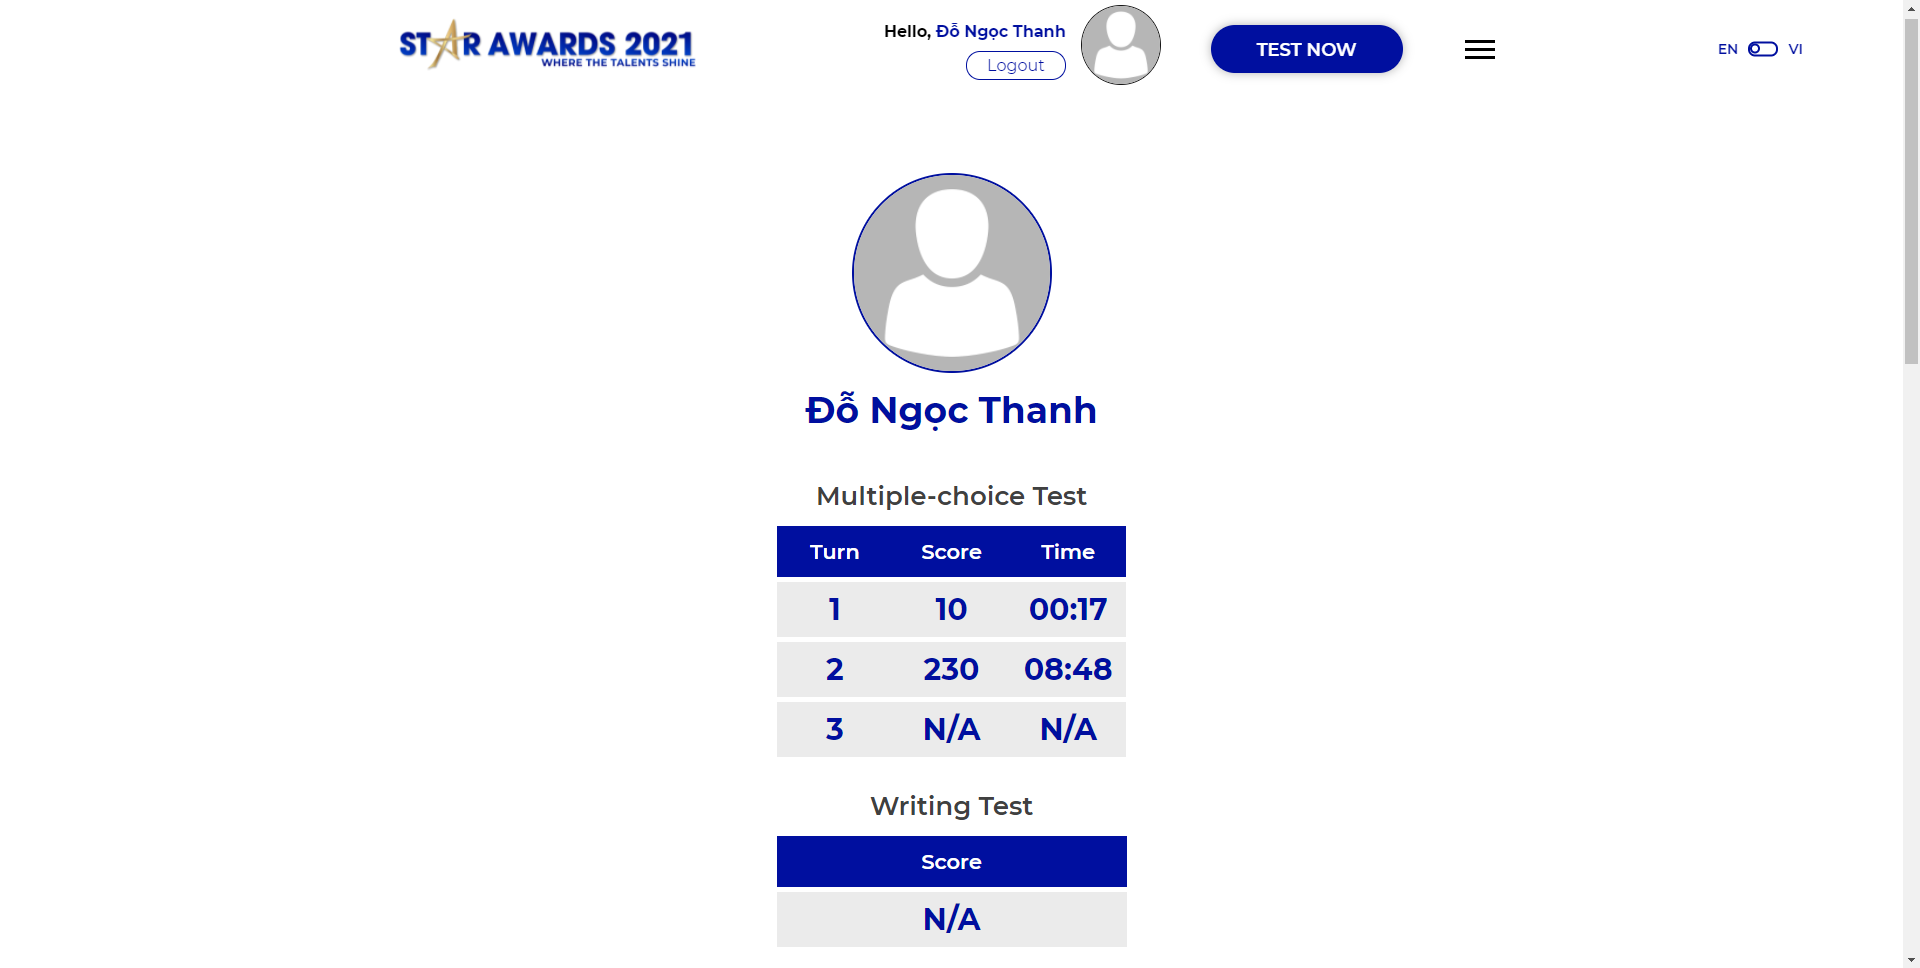 STAR AWARDS 2021
WHERE THE TALENTS SHINE
Hello, Đỗ Ngọc Thanh
Logout
TEST NOW
EN VI
Đỗ Ngọc Thanh
Multiple-choice Test
Turn Score Time
1 10 00:17
2 230 08:48
3 N/A N/A
Writing Test
Score
N/A